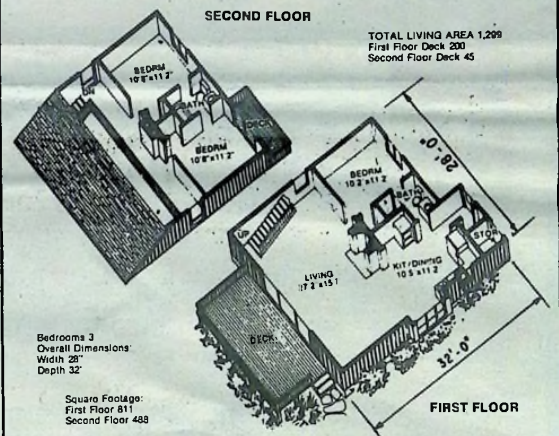 SECOND FLOOR
TOTAL LIVING AREA 1,299
First Floor Deck 200
Second Floor Deck 45
BEDRM
10'8"x11'2"
DN
BATH
DECK
BEDRM
10'8"x11'2"
28'-0"
BEDRM
10'2"x11'2"
BATH
UP
STOR
LIVING
17'2"x15'1"
KIT/DINING
10'5"x11'2"
DECK
32'-0"
Bedrooms 3
Overall Dimensions:
Width 28"
Depth 32'
Square Footage:
First Floor 811
Second Floor 488
FIRST FLOOR